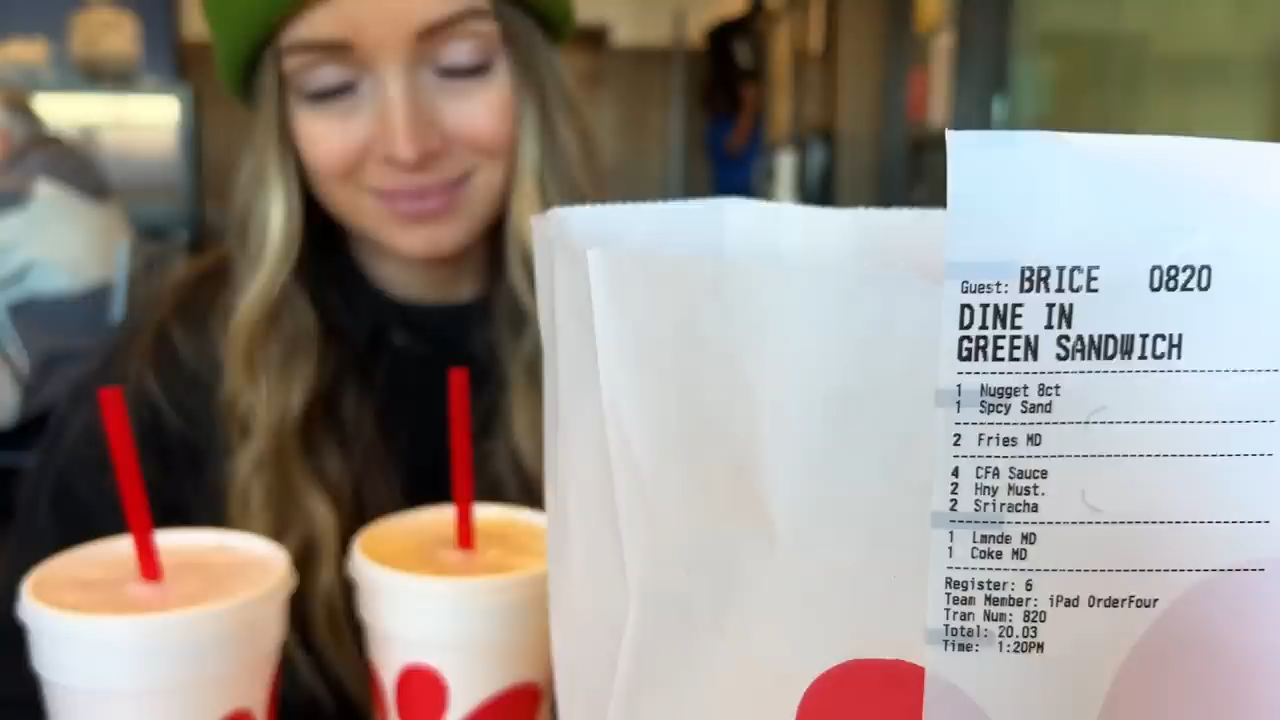 Guest: BRICE 0820
DINE IN
GREEN SANDWICH
1 Nugget 8ct
1 Spcy Sand
2 Fries MD
4 CFA Sauce
2 Hny Must.
2 Sriracha
1 Lmnde MD
1 Coke MD
Register: 6
Team Member: iPad OrderFour
Tran Num: 820
Total: 20.03
Time: 1:20PM